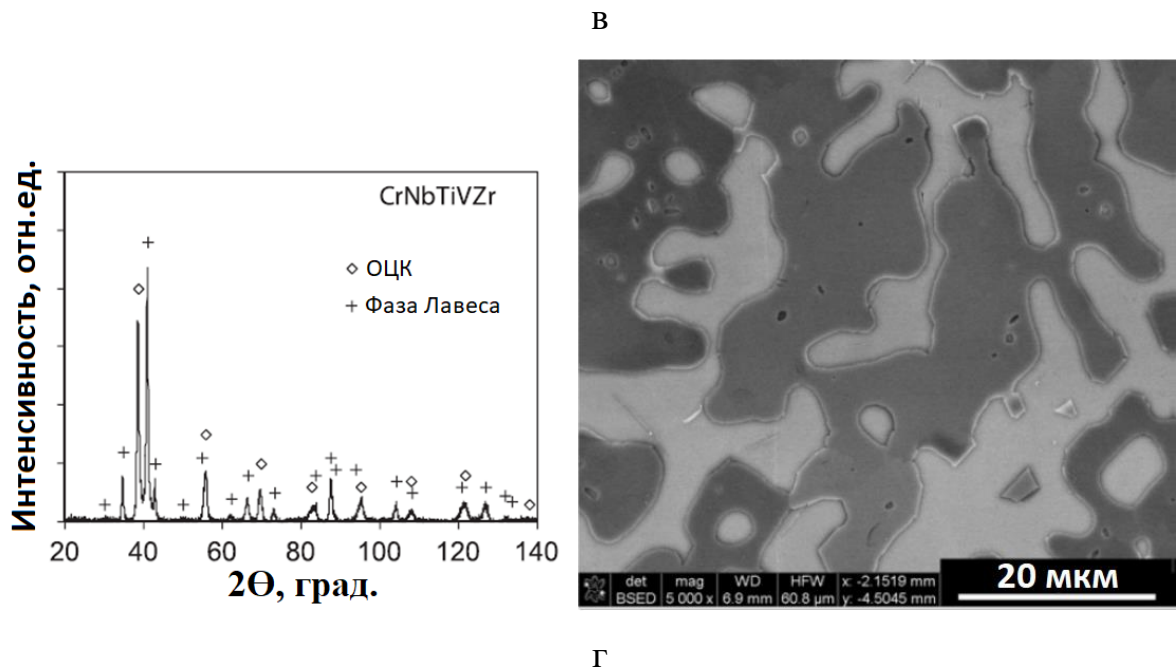 в
Интенсивность, отн.ед.
CrNbTiVZr
ОЦК
Фаза Лавеса
20 40 60 80 100 120 140
2Ө, град.
det mag WD HFW x: -2.1519 mm
BSED 5 000 x 6.9 mm 60.8 µm y: -4.5045 mm
20 мкм
г